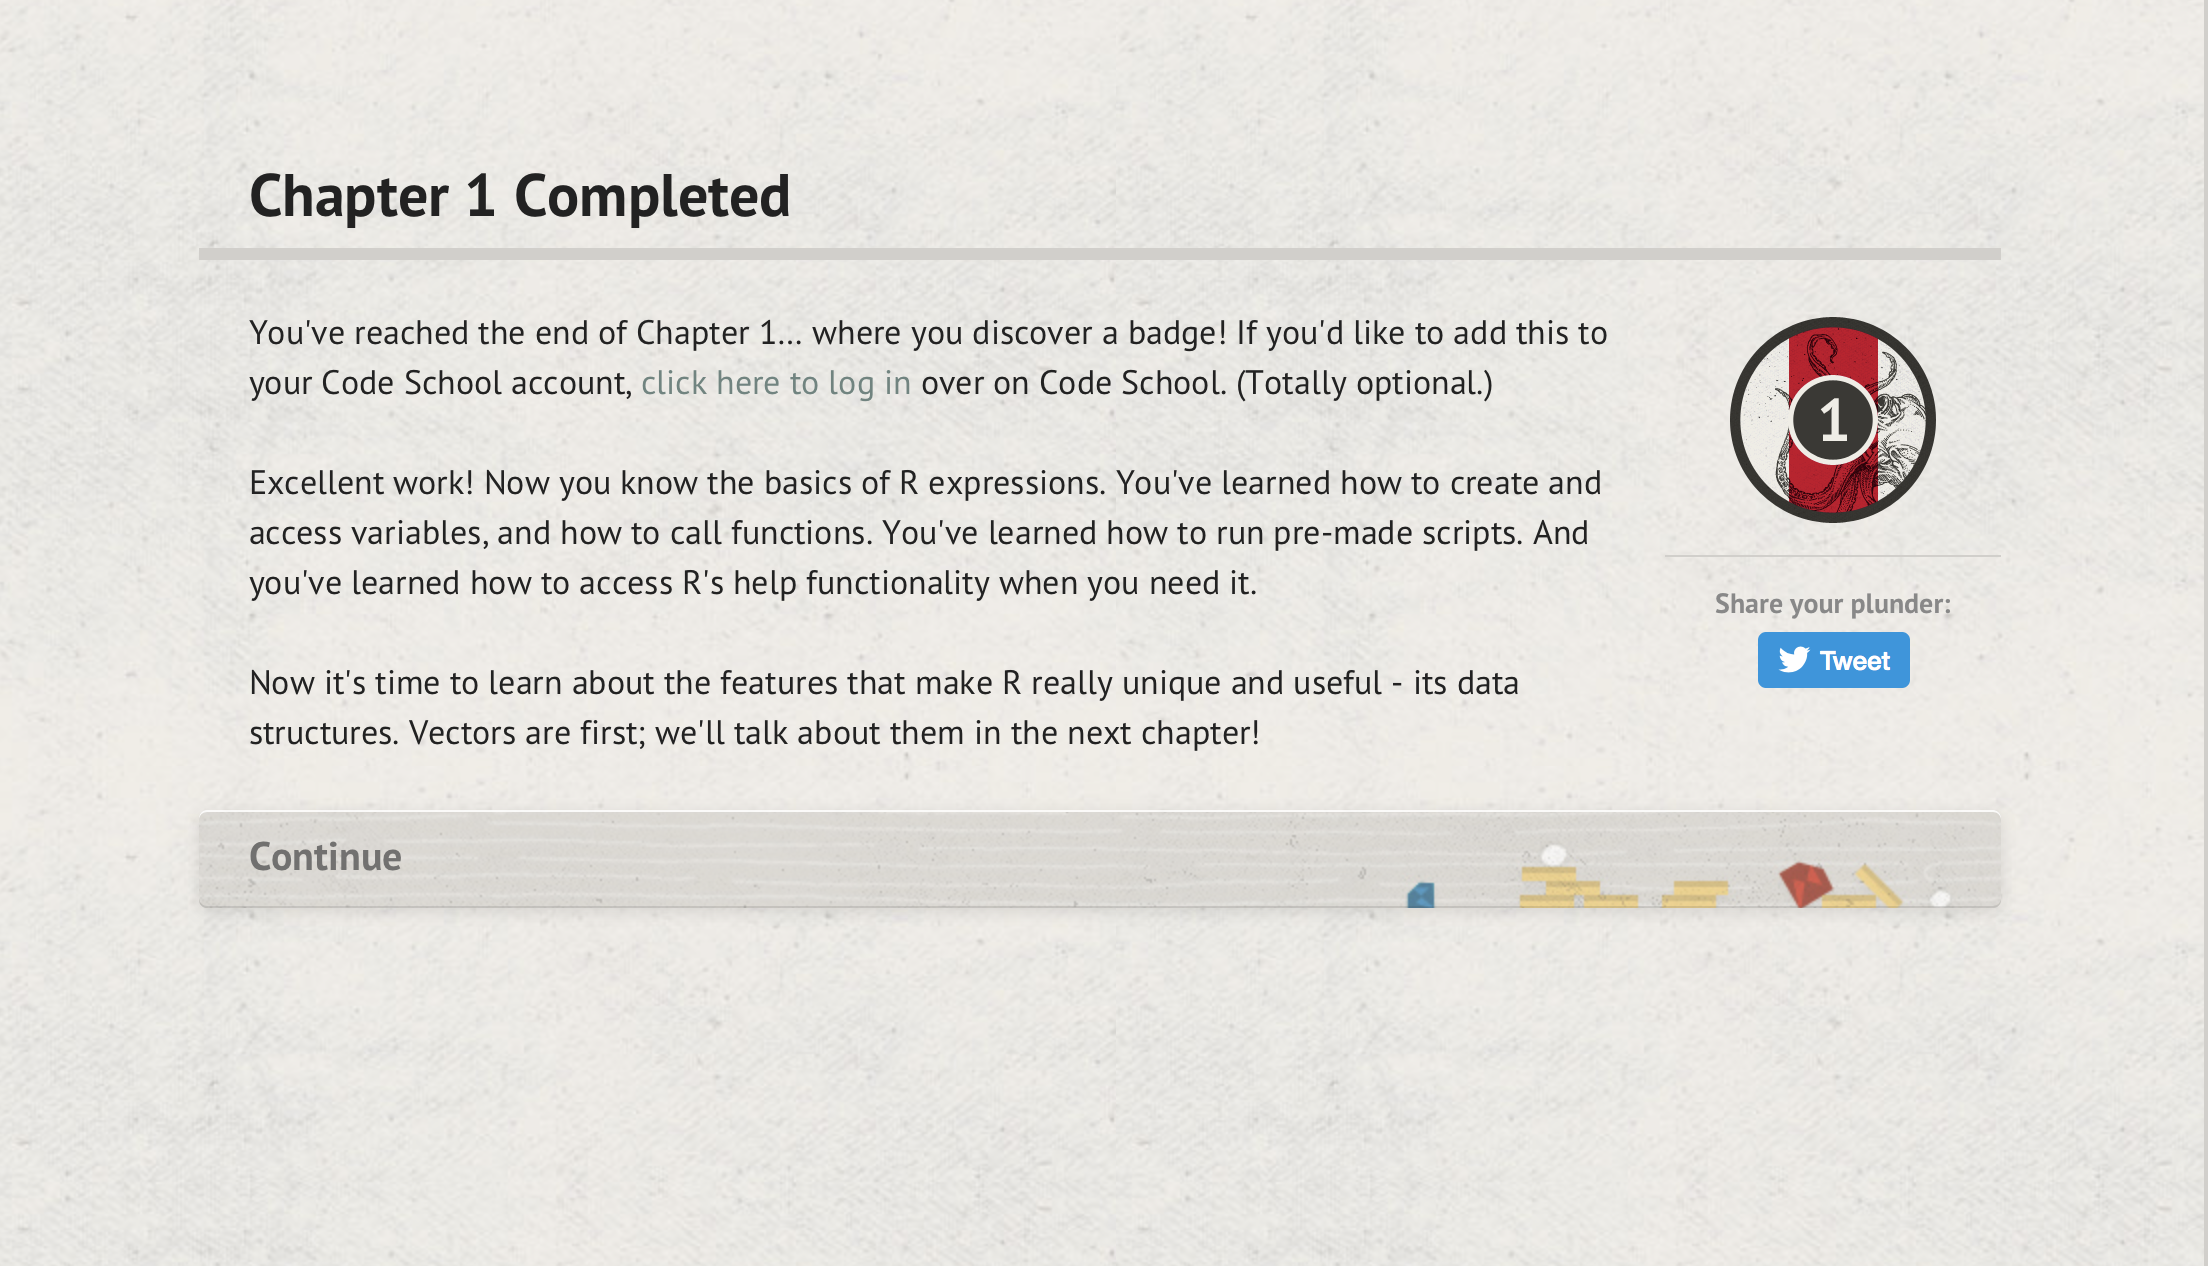 Chapter 1 Completed
You've reached the end of Chapter 1... where you discover a badge! If you'd like to add this to
your Code School account, click here to log in over on Code School. (Totally optional.)
1
Excellent work! Now you know the basics of R expressions. You've learned how to create and
access variables, and how to call functions. You've learned how to run pre-made scripts. And
you've learned how to access R's help functionality when you need it.
Share your plunder:
Tweet
Now it's time to learn about the features that make R really unique and useful - its data
structures. Vectors are first; we'll talk about them in the next chapter!
Continue